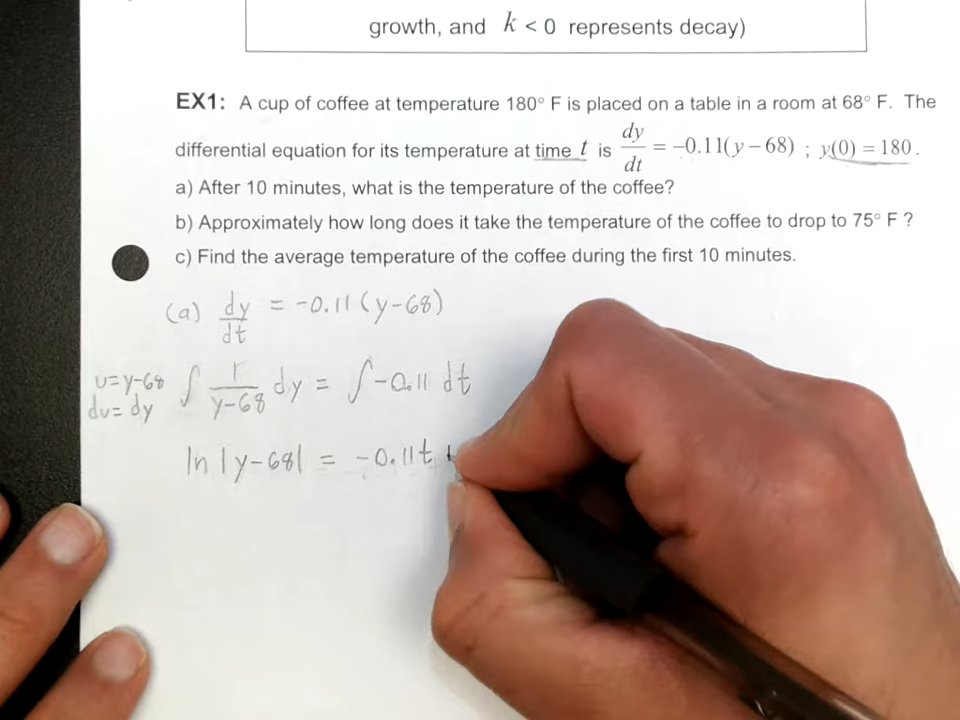 growth, and k < 0 represents decay)
EX1: A cup of coffee at temperature 180° F is placed on a table in a room at 68° F. The
differential equation for its temperature at time t is dy/dt = −0.11(y − 68) ; y(0) = 180.
a) After 10 minutes, what is the temperature of the coffee?
b) Approximately how long does it take the temperature of the coffee to drop to 75° F ?
c) Find the average temperature of the coffee during the first 10 minutes.
(a) dy/dt = -0.11 (y-68)
u=y-68 ∫ 1/(y-68) dy = ∫-0.11 dt
du= dy
ln |y-68| = -0.11t